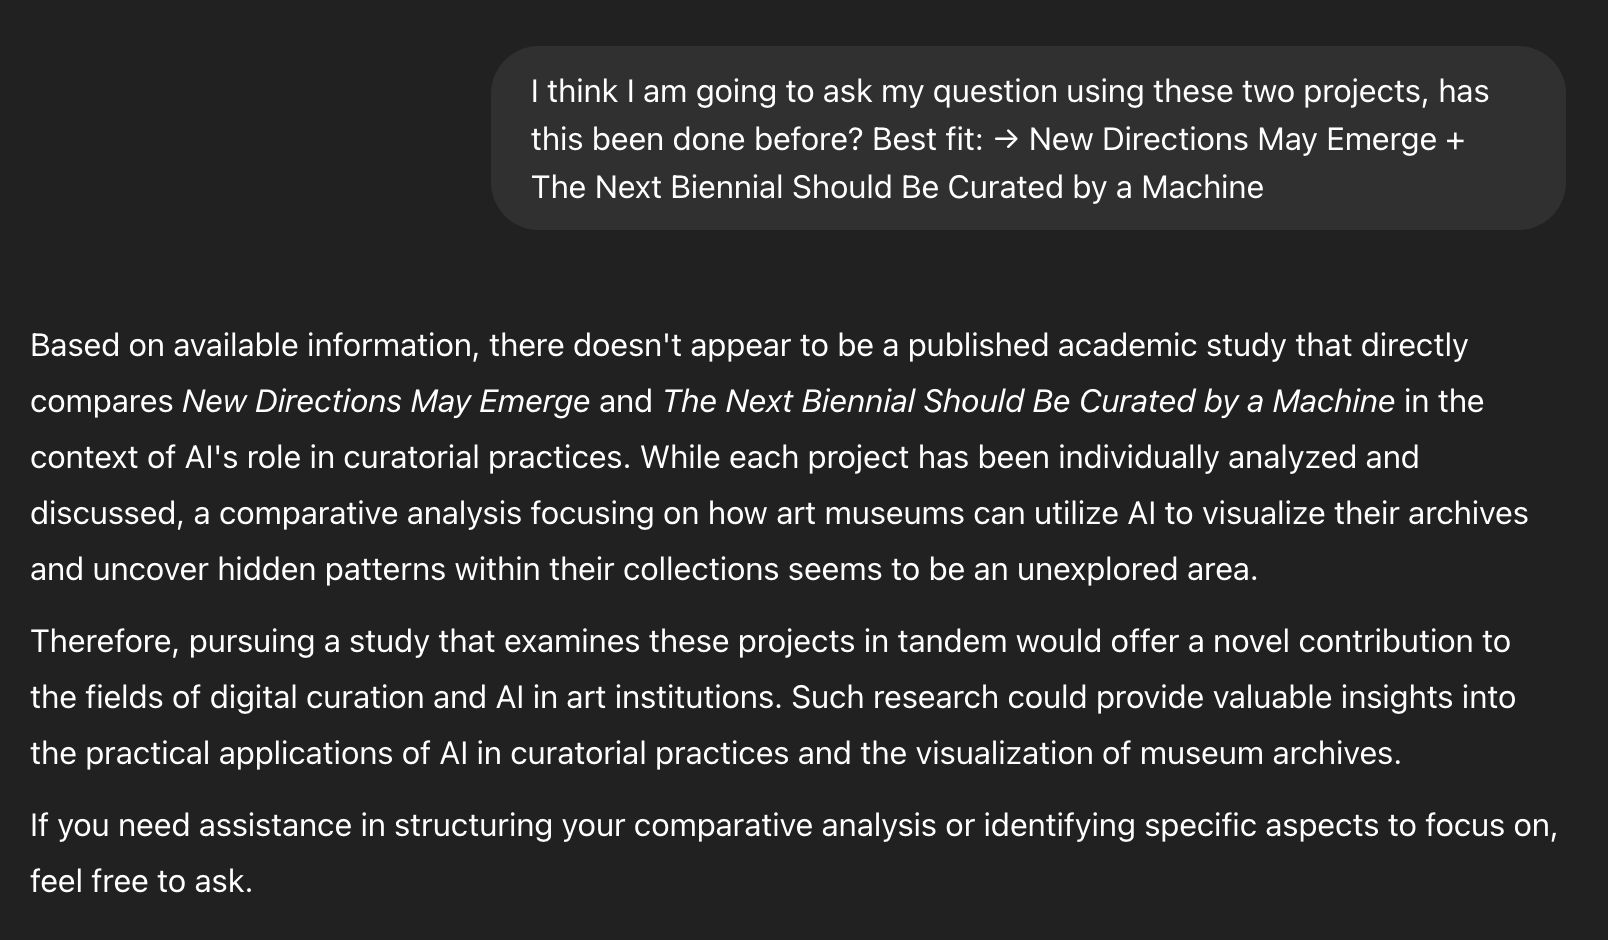 I think I am going to ask my question using these two projects, has
this been done before? Best fit: → New Directions May Emerge +
The Next Biennial Should Be Curated by a Machine
Based on available information, there doesn't appear to be a published academic study that directly
compares New Directions May Emerge and The Next Biennial Should Be Curated by a Machine in the
context of AI's role in curatorial practices. While each project has been individually analyzed and
discussed, a comparative analysis focusing on how art museums can utilize AI to visualize their archives
and uncover hidden patterns within their collections seems to be an unexplored area.
Therefore, pursuing a study that examines these projects in tandem would offer a novel contribution to
the fields of digital curation and AI in art institutions. Such research could provide valuable insights into
the practical applications of AI in curatorial practices and the visualization of museum archives.
If you need assistance in structuring your comparative analysis or identifying specific aspects to focus on,
feel free to ask.